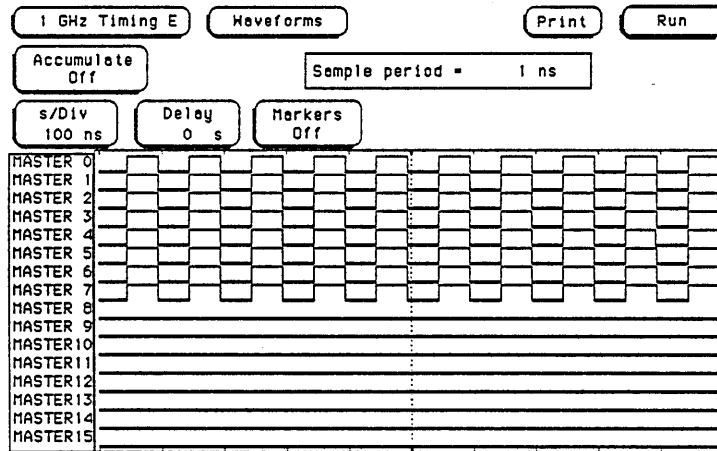 1 GHz Timing E
Waveforms
Print
Run
Accumulate
Off
Sample period = 1 ns
s/Div
100 ns
Delay
0 s
Markers
Off
MASTER 0
MASTER 1
MASTER 2
MASTER 3
MASTER 4
MASTER 5
MASTER 6
MASTER 7
MASTER 8
MASTER 9
MASTER10
MASTER11
MASTER12
MASTER13
MASTER14
MASTER15